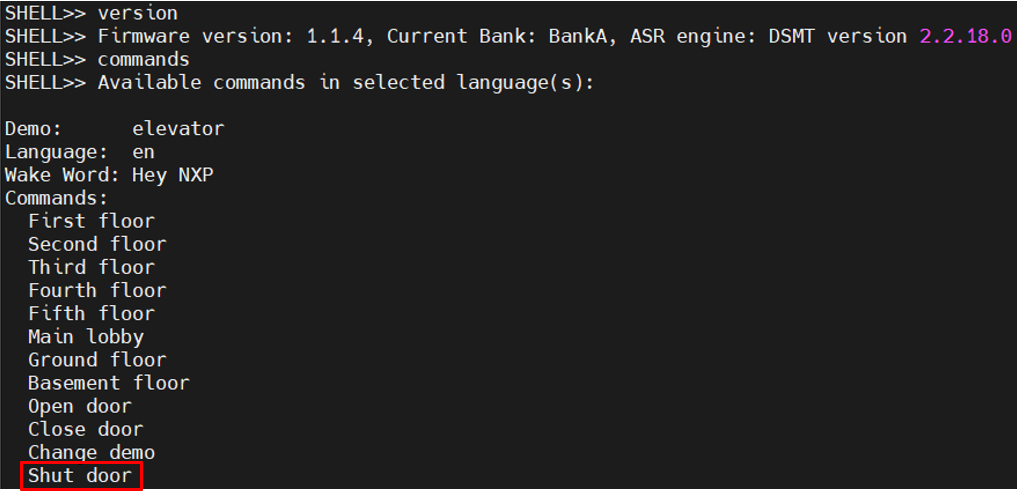 SHELL>> version
SHELL>> Firmware version: 1.1.4, Current Bank: BankA, ASR engine: DSMT version 2.2.18.0
SHELL>> commands
SHELL>> Available commands in selected language(s):
Demo: elevator
Language: en
Wake Word: Hey NXP
Commands:
First floor
Second floor
Third floor
Fourth floor
Fifth floor
Main lobby
Ground floor
Basement floor
Open door
Close door
Change demo
Shut door